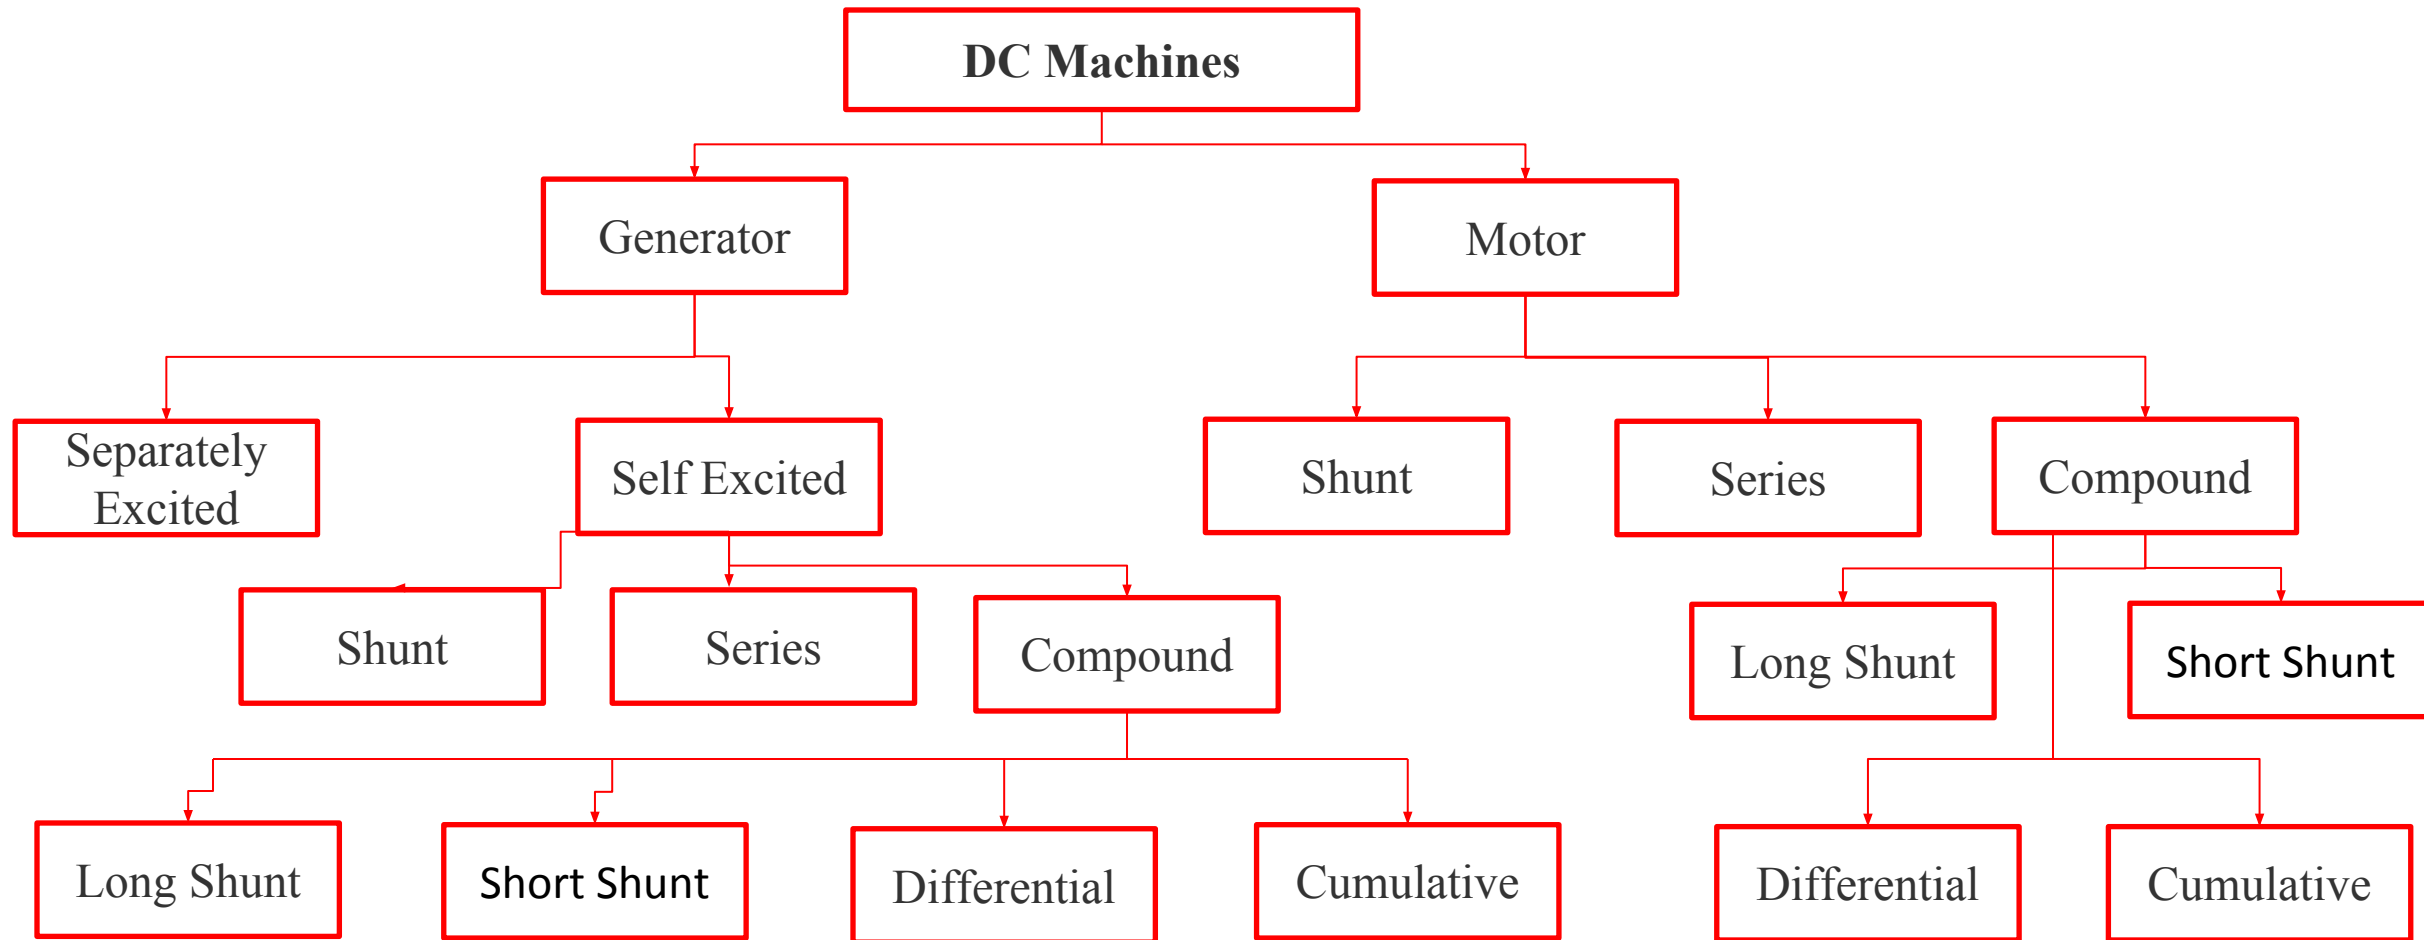 DC Machines
Generator
Motor
Separately
Excited
Self Excited
Shunt
Series
Compound
Shunt
Series
Compound
Long Shunt
Short Shunt
Long Shunt
Short Shunt
Differential
Cumulative
Differential
Cumulative